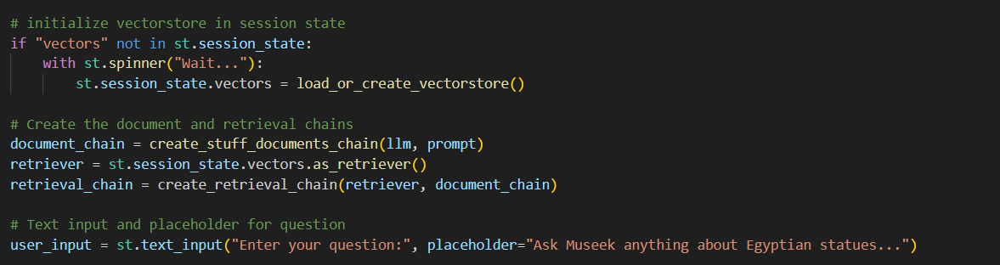 # initialize vectorstore in session state
if "vectors" not in st.session_state:
    with st.spinner("Wait..."):
        st.session_state.vectors = load_or_create_vectorstore()

# Create the document and retrieval chains
document_chain = create_stuff_documents_chain(llm, prompt)
retriever = st.session_state.vectors.as_retriever()
retrieval_chain = create_retrieval_chain(retriever, document_chain)

# Text input and placeholder for question
user_input = st.text_input("Enter your question:", placeholder="Ask Museek anything about Egyptian statues...")